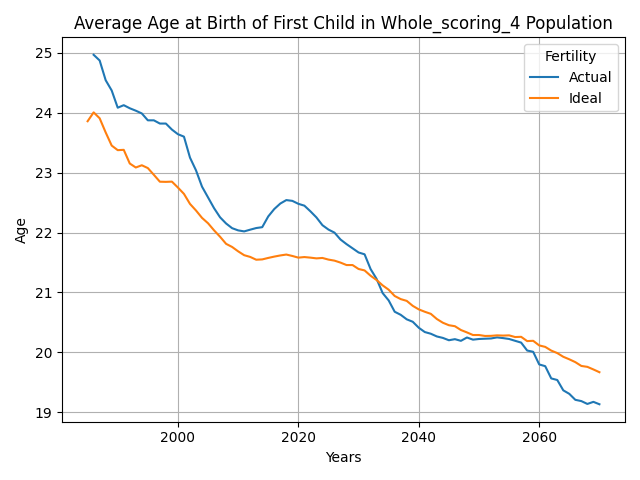 Average Age at Birth of First Child in Whole_scoring_4 Population
Fertility
Actual
Ideal
25
24
23
22
21
20
19
Age
2000
2020
2040
2060
Years